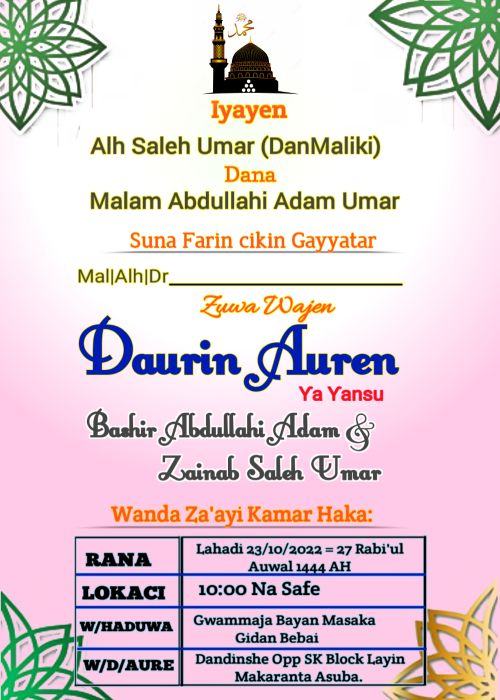 محمد
Iyayen
Alh Saleh Umar (DanMaliki)
Dana
Malam Abdullahi Adam Umar
Suna Farin cikin Gayyatar
Mal|Alh|Dr____________________
Zuwa Wajen
Daurin Auren
Ya Yansu
Bashir Abdullahi Adam &
Zainab Saleh Umar
Wanda Za'ayi Kamar Haka:
RANA
Lahadi 23/10/2022 = 27 Rabi'ul
Auwal 1444 AH
LOKACI
10:00 Na Safe
W/HADUWA
Gwammaja Bayan Masaka
Gidan Bebai
W/D/AURE
Dandinshe Opp SK Block Layin
Makaranta Asuba.